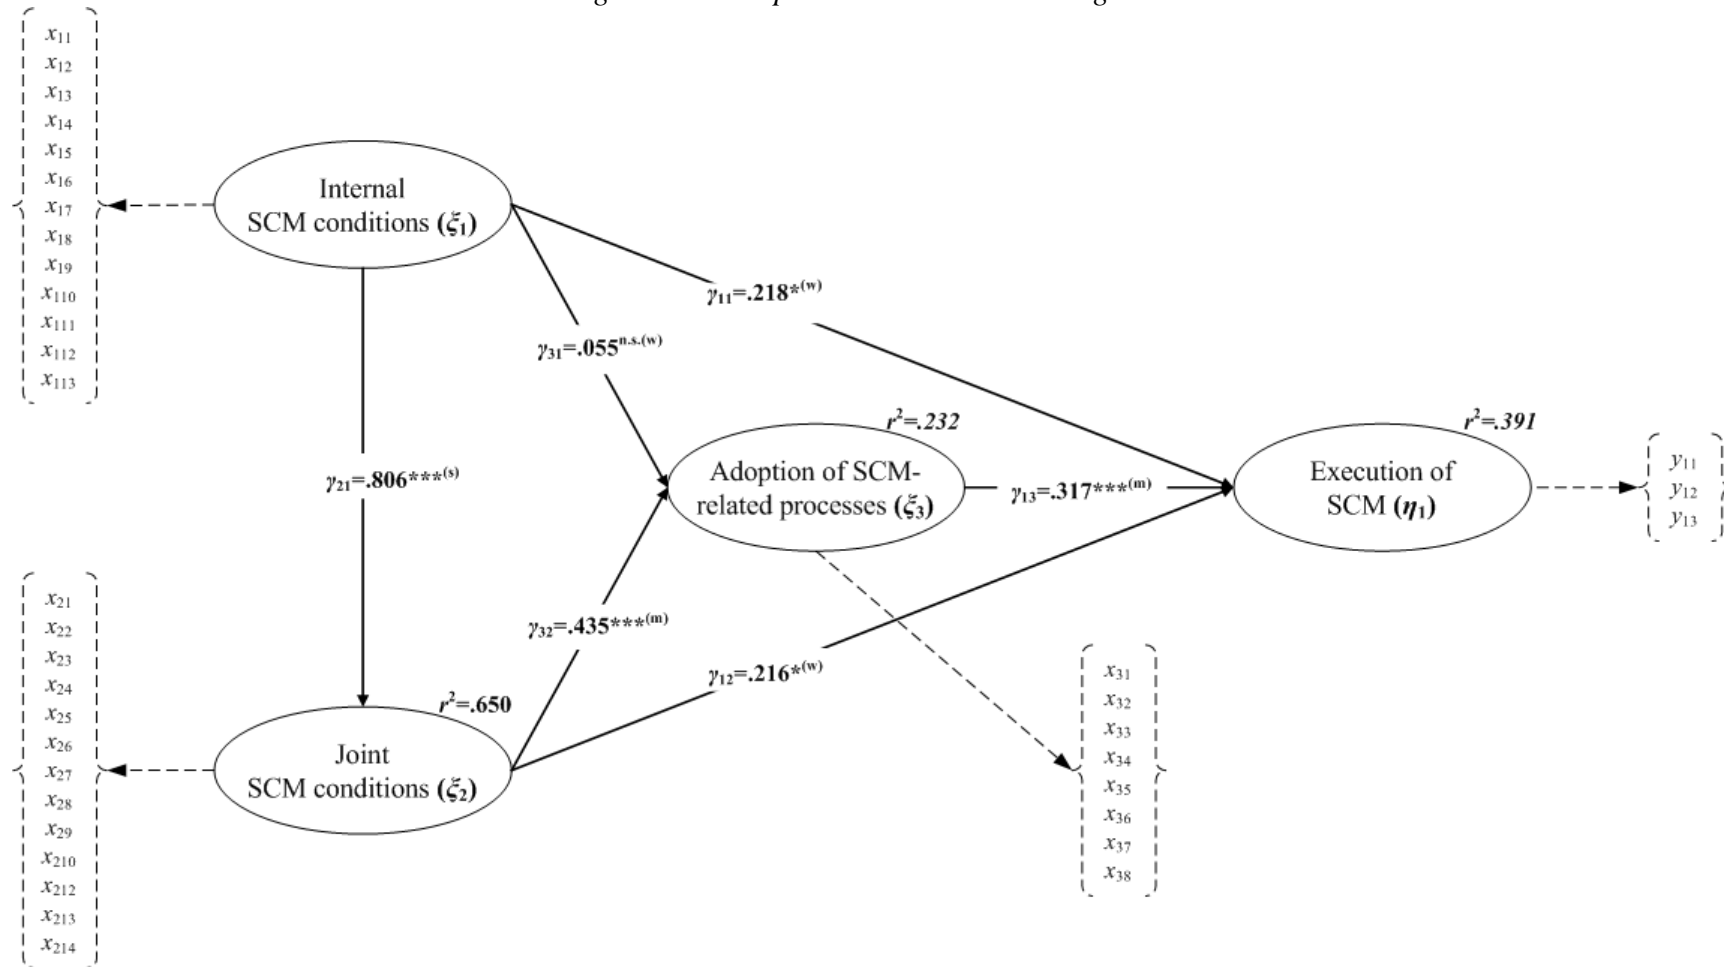 x11
x12
x13
x14
x15
x16
x17
x18
x19
x110
x111
x112
x113
Internal
SCM conditions (ξ1)
γ11=.218*(w)
γ31=.055n.s.(w)
r2=.232
r2=.391
Adoption of SCM-
related processes (ξ3)
γ21=.806***(s)
γ13=.317***(m)
Execution of
SCM (η1)
y11
y12
y13
x21
x22
x23
x24
x25
x26
x27
x28
x29
x210
x212
x213
x214
γ32=.435***(m)
γ12=.216*(w)
r2=.650
Joint
SCM conditions (ξ2)
x31
x32
x33
x34
x35
x36
x37
x38